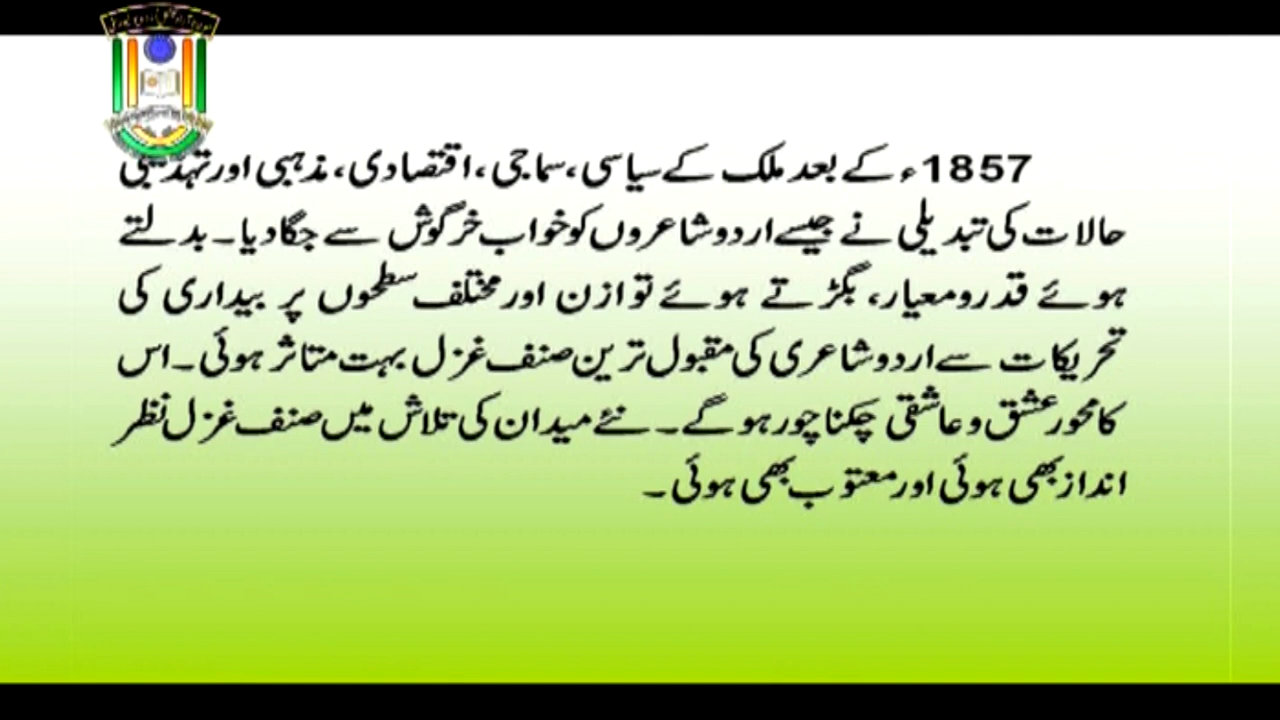 1857ء کے بعد ملک کے سیاسی، سماجی، اقتصادی، مذہبی اور تہذیبی
حالات کی تبدیلی نے جیسے اردو شاعروں کو خواب خرگوش سے جگا دیا۔ بدلتے
ہوئے قدر و معیار، بگڑتے ہوئے توازن اور مختلف سطحوں پر بیداری کی
تحریکات سے اردو شاعری کی مقبول ترین صنف غزل بہت متاثر ہوئی۔ اس
کا محور عشق و عاشقی چکنا چور ہو گے۔ نئے میدان کی تلاش میں صنف غزل نظر
انداز بھی ہوئی اور معتوب بھی ہوئی۔